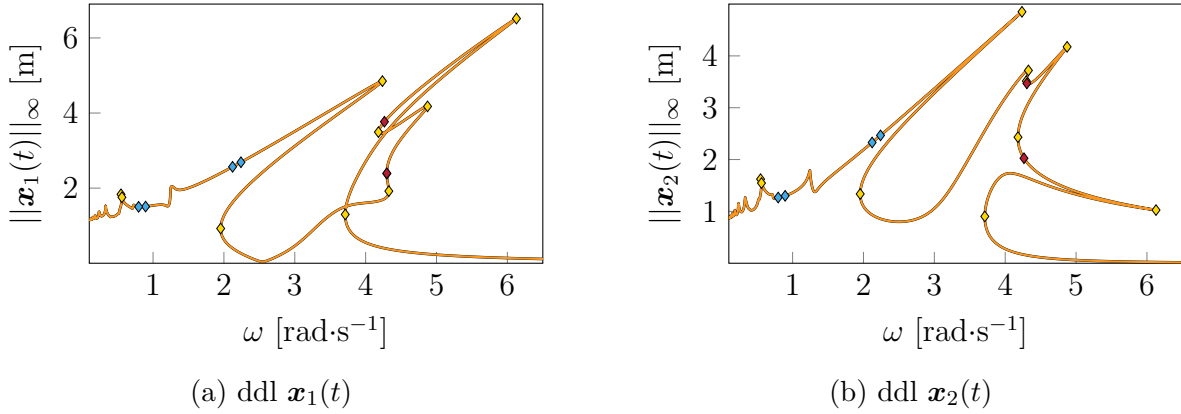 6
4
2
||𝒙₁(t)||∞ [m]
1 2 3 4 5 6
ω [rad·s⁻¹]
(a) ddl 𝒙₁(t)
4
3
2
1
||𝒙₂(t)||∞ [m]
1 2 3 4 5 6
ω [rad·s⁻¹]
(b) ddl 𝒙₂(t)